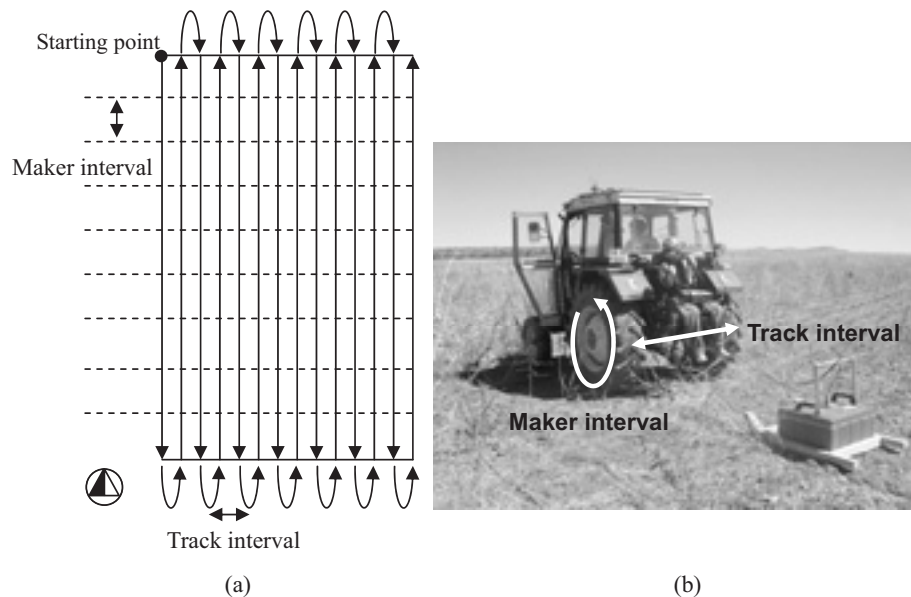 Starting point
Maker interval
Track interval
(a)
Track interval
Maker interval
(b)